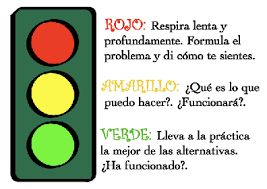 ROJO: Respira lenta y
profundamente. Formula el
problema y di cómo te sientes.
AMARILLO: ¿Qué es lo que
puedo hacer?. ¿Funcionará?.
VERDE: Lleva a la práctica
la mejor de las alternativas.
¿Ha funcionado?.